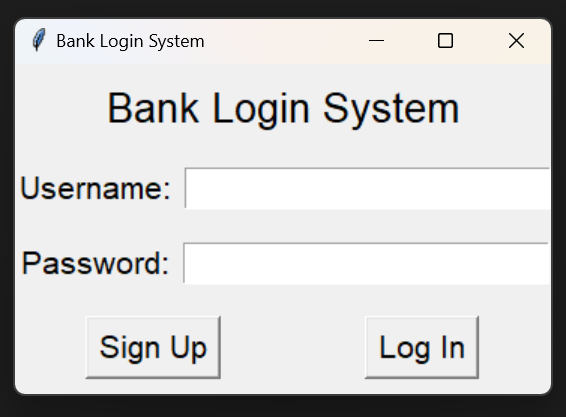 Bank Login System
Bank Login System
Username:
Password:
Sign Up Log In